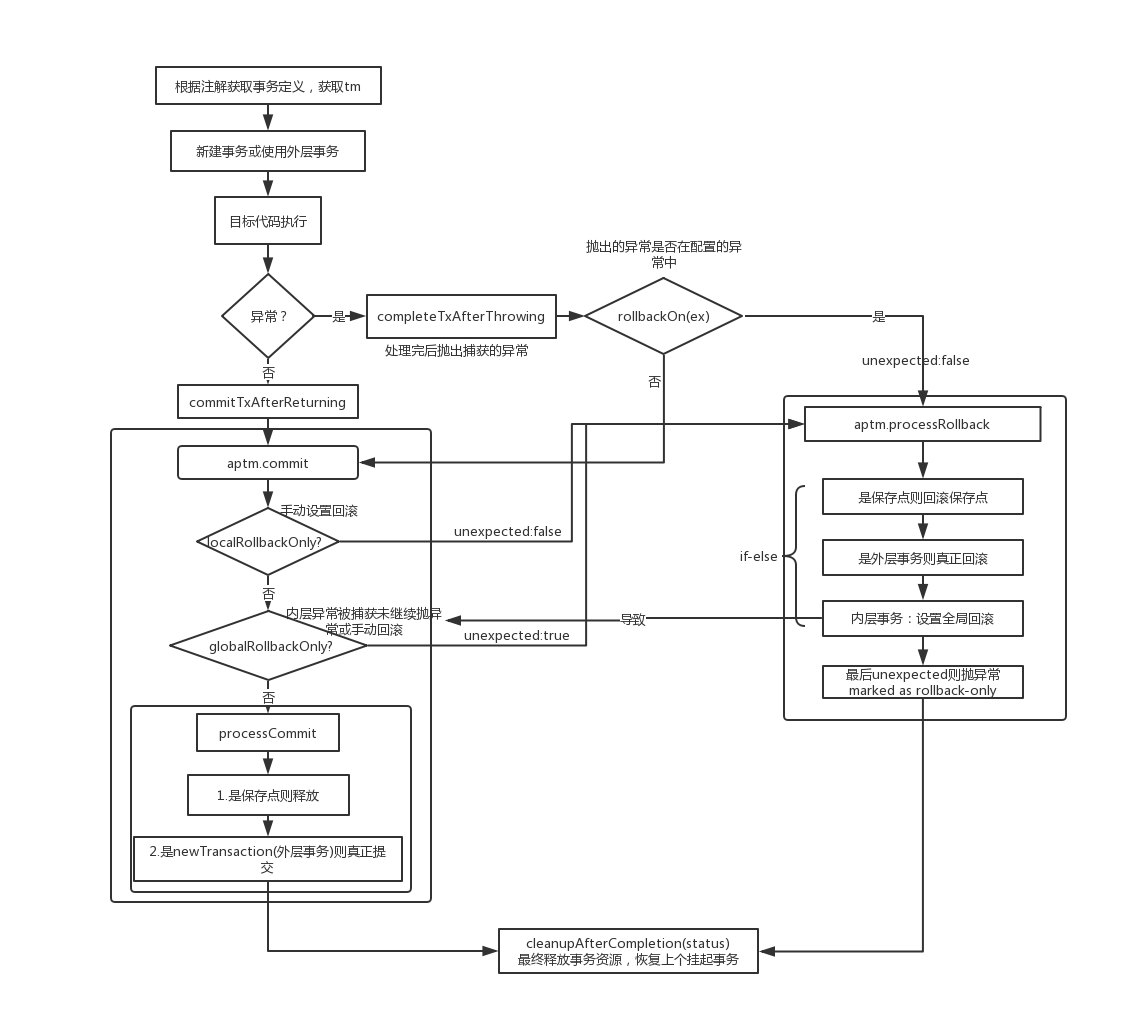 根据注解获取事务定义，获取tm
新建事务或使用外层事务
目标代码执行
异常？
是
completeTxAfterThrowing
处理完后抛出捕获的异常
抛出的异常是否在配置的异
常中
rollbackOn(ex)
是
unexpected:false
否
否
commitTxAfterReturning
aptm.commit
手动设置回滚
localRollbackOnly?
unexpected:false
否
内层异常被捕获未继续抛异
常或手动回滚
globalRollbackOnly?
unexpected:true
导致
否
processCommit
1.是保存点则释放
2.是newTransaction(外层事务)则真正提
交
aptm.processRollback
是保存点则回滚保存点
if-else
是外层事务则真正回滚
内层事务：设置全局回滚
最后unexpected则抛异常
marked as rollback-only
cleanupAfterCompletion(status)
最终释放事务资源，恢复上个挂起事务